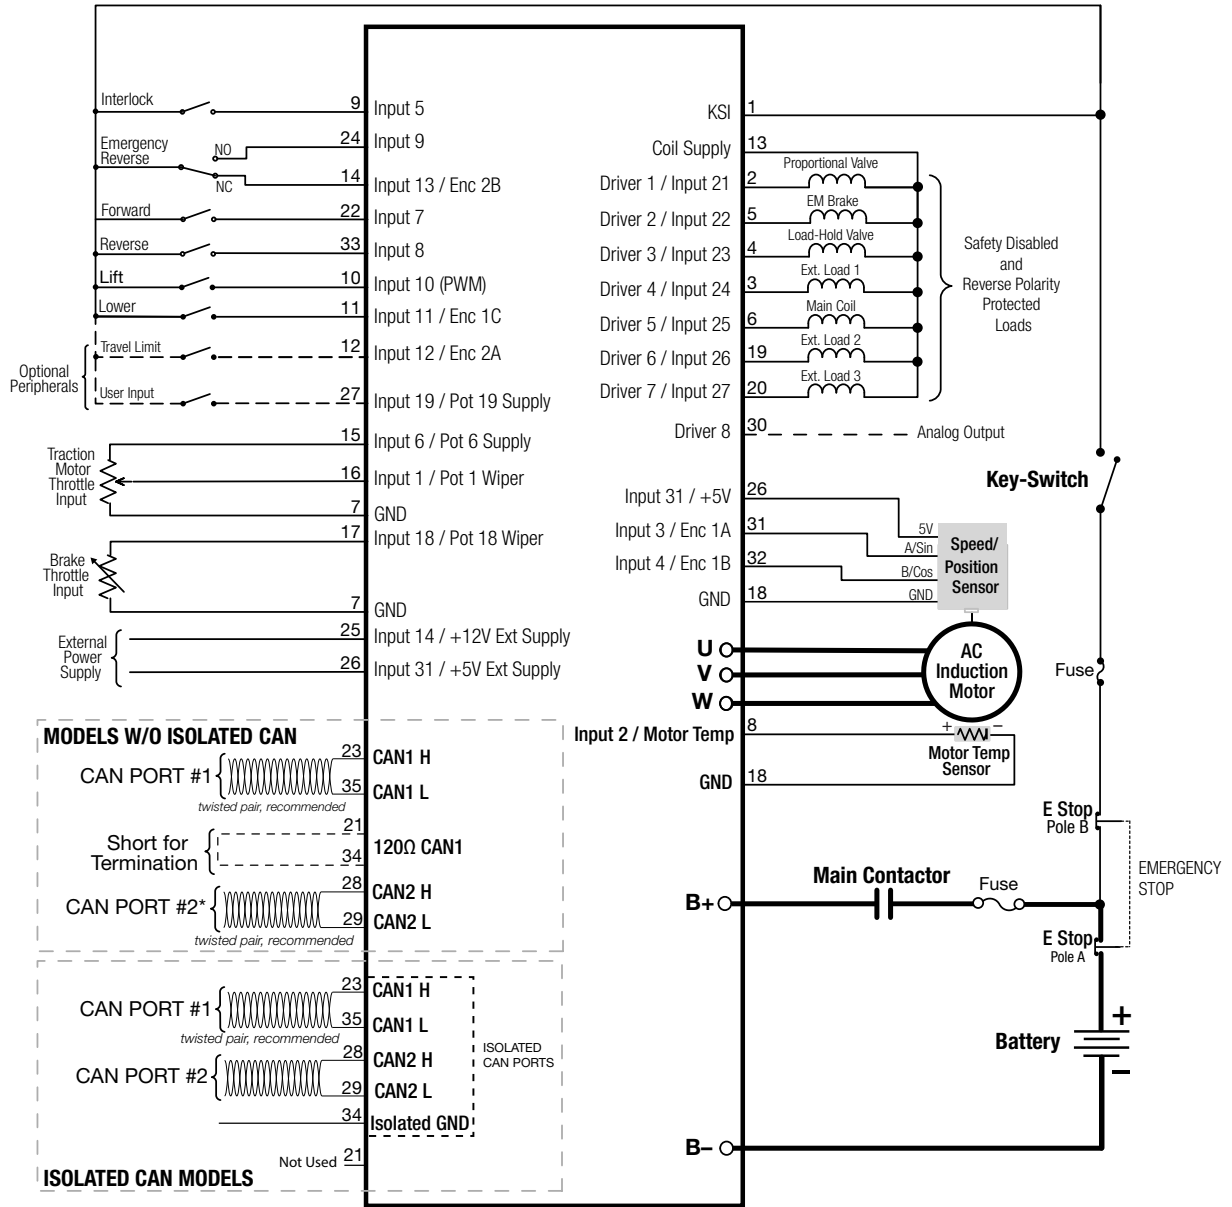 Interlock
9 Input 5
Emergency
Reverse
NO
24 Input 9
NC
14 Input 13 / Enc 2B
Forward
22 Input 7
Reverse
33 Input 8
Lift
10 Input 10 (PWM)
Lower
11 Input 11 / Enc 1C
Optional
Peripherals
Travel Limit
12 Input 12 / Enc 2A
User Input
27 Input 19 / Pot 19 Supply
Traction
Motor
Throttle
Input
15 Input 6 / Pot 6 Supply
16 Input 1 / Pot 1 Wiper
7 GND
Brake
Throttle
Input
17 Input 18 / Pot 18 Wiper
7 GND
External
Power
Supply
25 Input 14 / +12V Ext Supply
26 Input 31 / +5V Ext Supply
MODELS W/O ISOLATED CAN
CAN PORT #1
23 CAN1 H
35 CAN1 L
twisted pair, recommended
Short for
Termination
21
120Ω CAN1
34
CAN PORT #2*
28 CAN2 H
29 CAN2 L
twisted pair, recommended
CAN PORT #1
23 CAN1 H
35 CAN1 L
twisted pair, recommended
CAN PORT #2
28 CAN2 H
29 CAN2 L
34 Isolated GND
ISOLATED
CAN PORTS
Not Used 21
ISOLATED CAN MODELS
KSI 1
Coil Supply 13
Driver 1 / Input 21 2 Proportional Valve
Driver 2 / Input 22 5 EM Brake
Driver 3 / Input 23 4 Load-Hold Valve
Driver 4 / Input 24 3 Ext. Load 1
Driver 5 / Input 25 6 Main Coil
Driver 6 / Input 26 19 Ext. Load 2
Driver 7 / Input 27 20 Ext. Load 3
Safety Disabled
and
Reverse Polarity
Protected
Loads
Driver 8 30 Analog Output
Input 31 / +5V 26 5V
Input 3 / Enc 1A 31 A/Sin
Input 4 / Enc 1B 32 B/Cos
GND 18 GND
Speed/
Position
Sensor
U
V
W
AC
Induction
Motor
Input 2 / Motor Temp 8 + –
Motor Temp
Sensor
GND 18
Key-Switch
Fuse
E Stop
Pole B
EMERGENCY
STOP
Main Contactor
Fuse
B+
E Stop
Pole A
Battery
+
–
B–